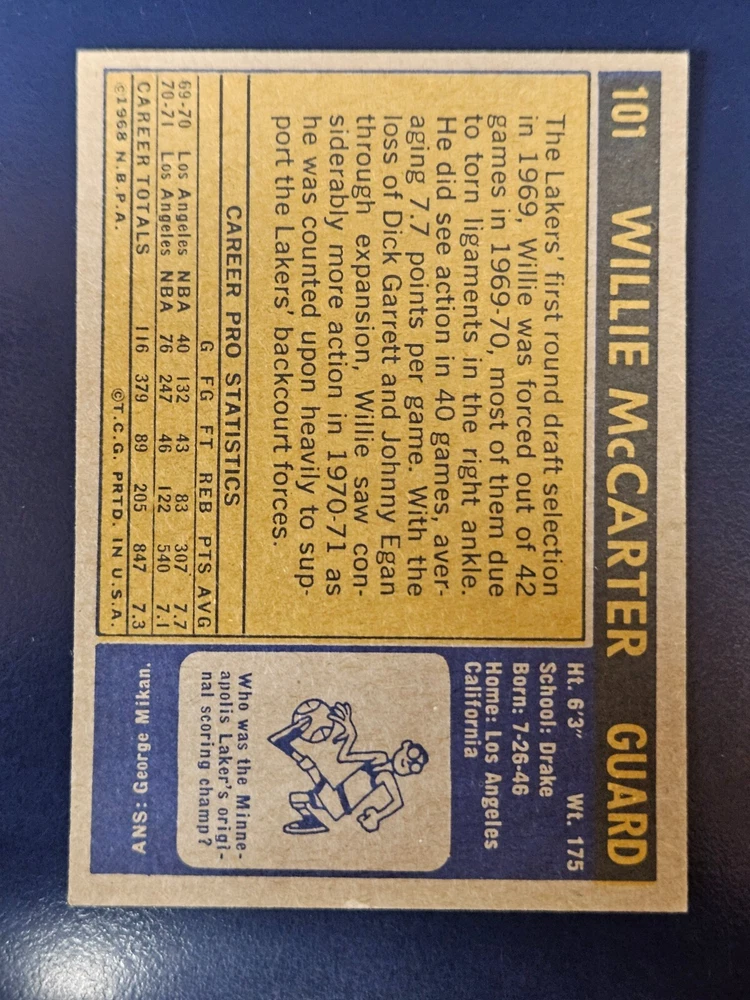 101 WILLIE McCARTER GUARD
The Lakers' first round draft selection
in 1969, Willie was forced out of 42
games in 1969-70, most of them due
to torn ligaments in the right ankle.
He did see action in 40 games, aver-
aging 7.7 points per game. With the
loss of Dick Garrett and Johnny Egan
through expansion, Willie saw con-
siderably more action in 1970-71 as
he was counted upon heavily to sup-
port the Lakers' backcourt forces.
CAREER PRO STATISTICS
G FG FT REB PTS AVG
69-70 Los Angeles NBA 40 132 43 83 307 7.7
70-71 Los Angeles NBA 76 247 46 122 540 7.1
CAREER TOTALS 116 379 89 205 847 7.3
©1968 N.B.P.A. ©T.C.G. PRTD. IN U.S.A.
Ht. 6'3" Wt. 175
School: Drake
Born: 7-26-46
Home: Los Angeles
California
Who was the Minne-
apolis Laker's origi-
nal scoring champ?
ANS: George Mikan.